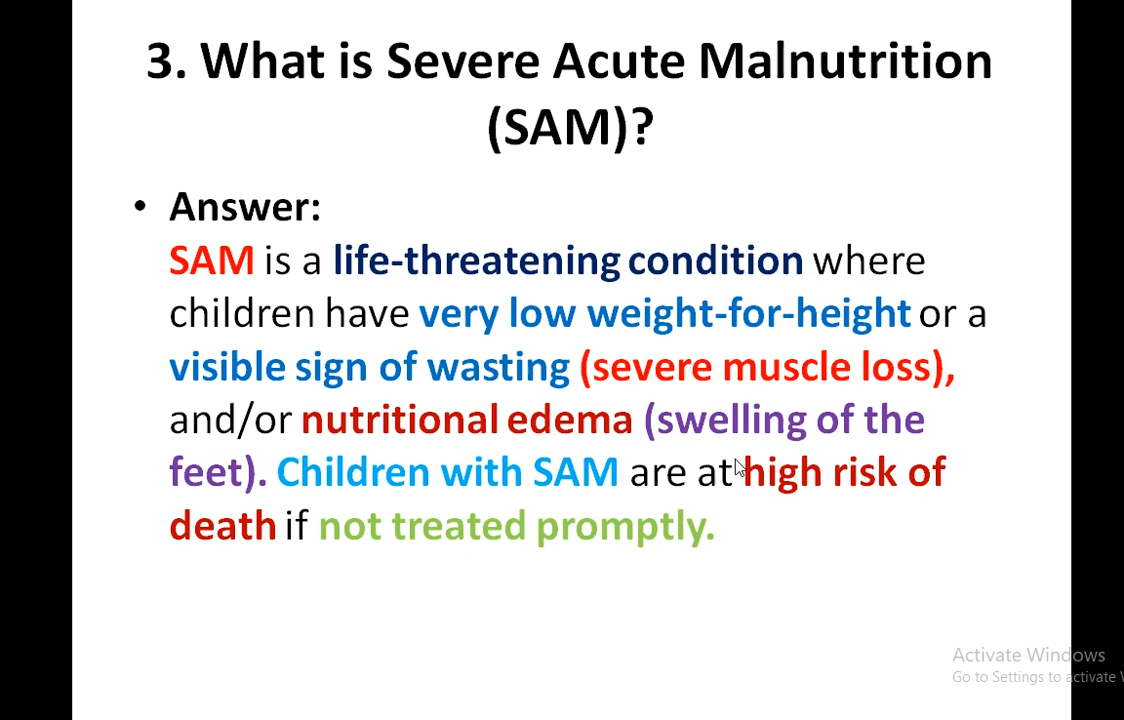 3. What is Severe Acute Malnutrition
(SAM)?
• Answer:
SAM is a life-threatening condition where
children have very low weight-for-height or a
visible sign of wasting (severe muscle loss),
and/or nutritional edema (swelling of the
feet). Children with SAM are at high risk of
death if not treated promptly.
Activate Windows
Go to Settings to activate